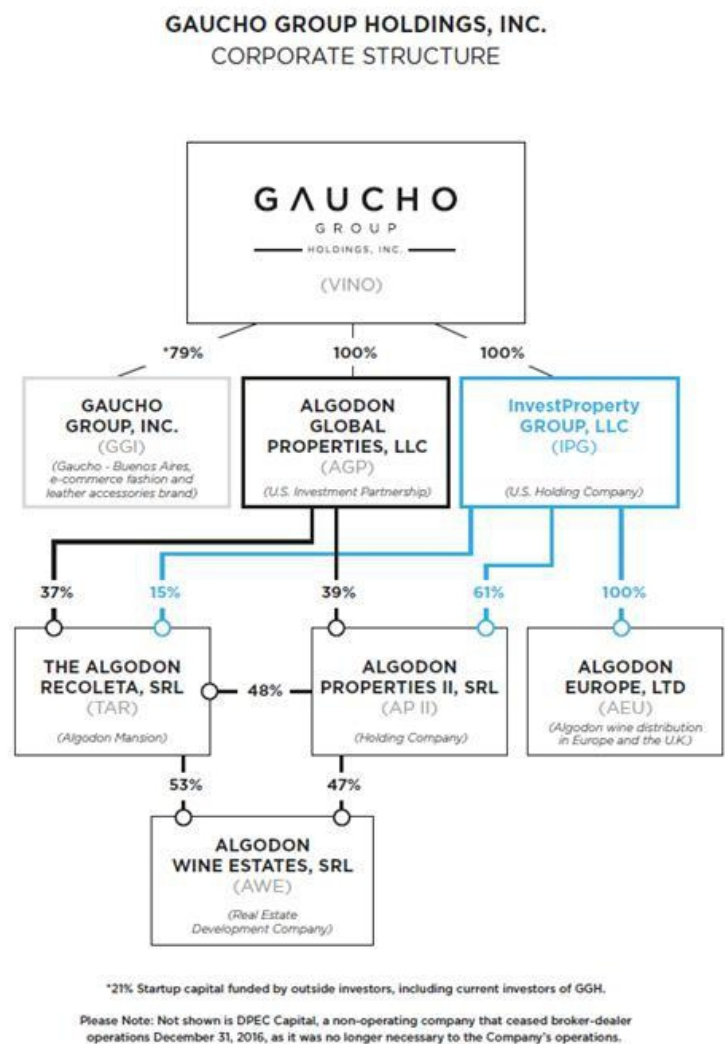 GAUCHO GROUP HOLDINGS, INC.
CORPORATE STRUCTURE
GAUCHO
GROUP
HOLDINGS, INC.
(VINO)
*79%
100%
100%
GAUCHO
GROUP, INC.
(GGI)
(Gaucho - Buenos Aires,
e-commerce fashion and
leather accessories brand)
ALGODON
GLOBAL
PROPERTIES, LLC
(AGP)
(U.S. Investment Partnership)
InvestProperty
GROUP, LLC
(IPG)
(U.S. Holding Company)
37%
15%
39%
61%
100%
THE ALGODON
RECOLETA, SRL
(TAR)
(Algodon Mansion)
48%
ALGODON
PROPERTIES II, SRL
(AP II)
(Holding Company)
ALGODON
EUROPE, LTD
(AEU)
(Algodon wine distribution
in Europe and the U.K.)
53%
47%
ALGODON
WINE ESTATES, SRL
(AWE)
(Real Estate
Development Company)
*21% Startup capital funded by outside investors, including current investors of GGH.
Please Note: Not shown is DPEC Capital, a non-operating company that ceased broker-dealer
operations December 31, 2016, as it was no longer necessary to the Company's operations.